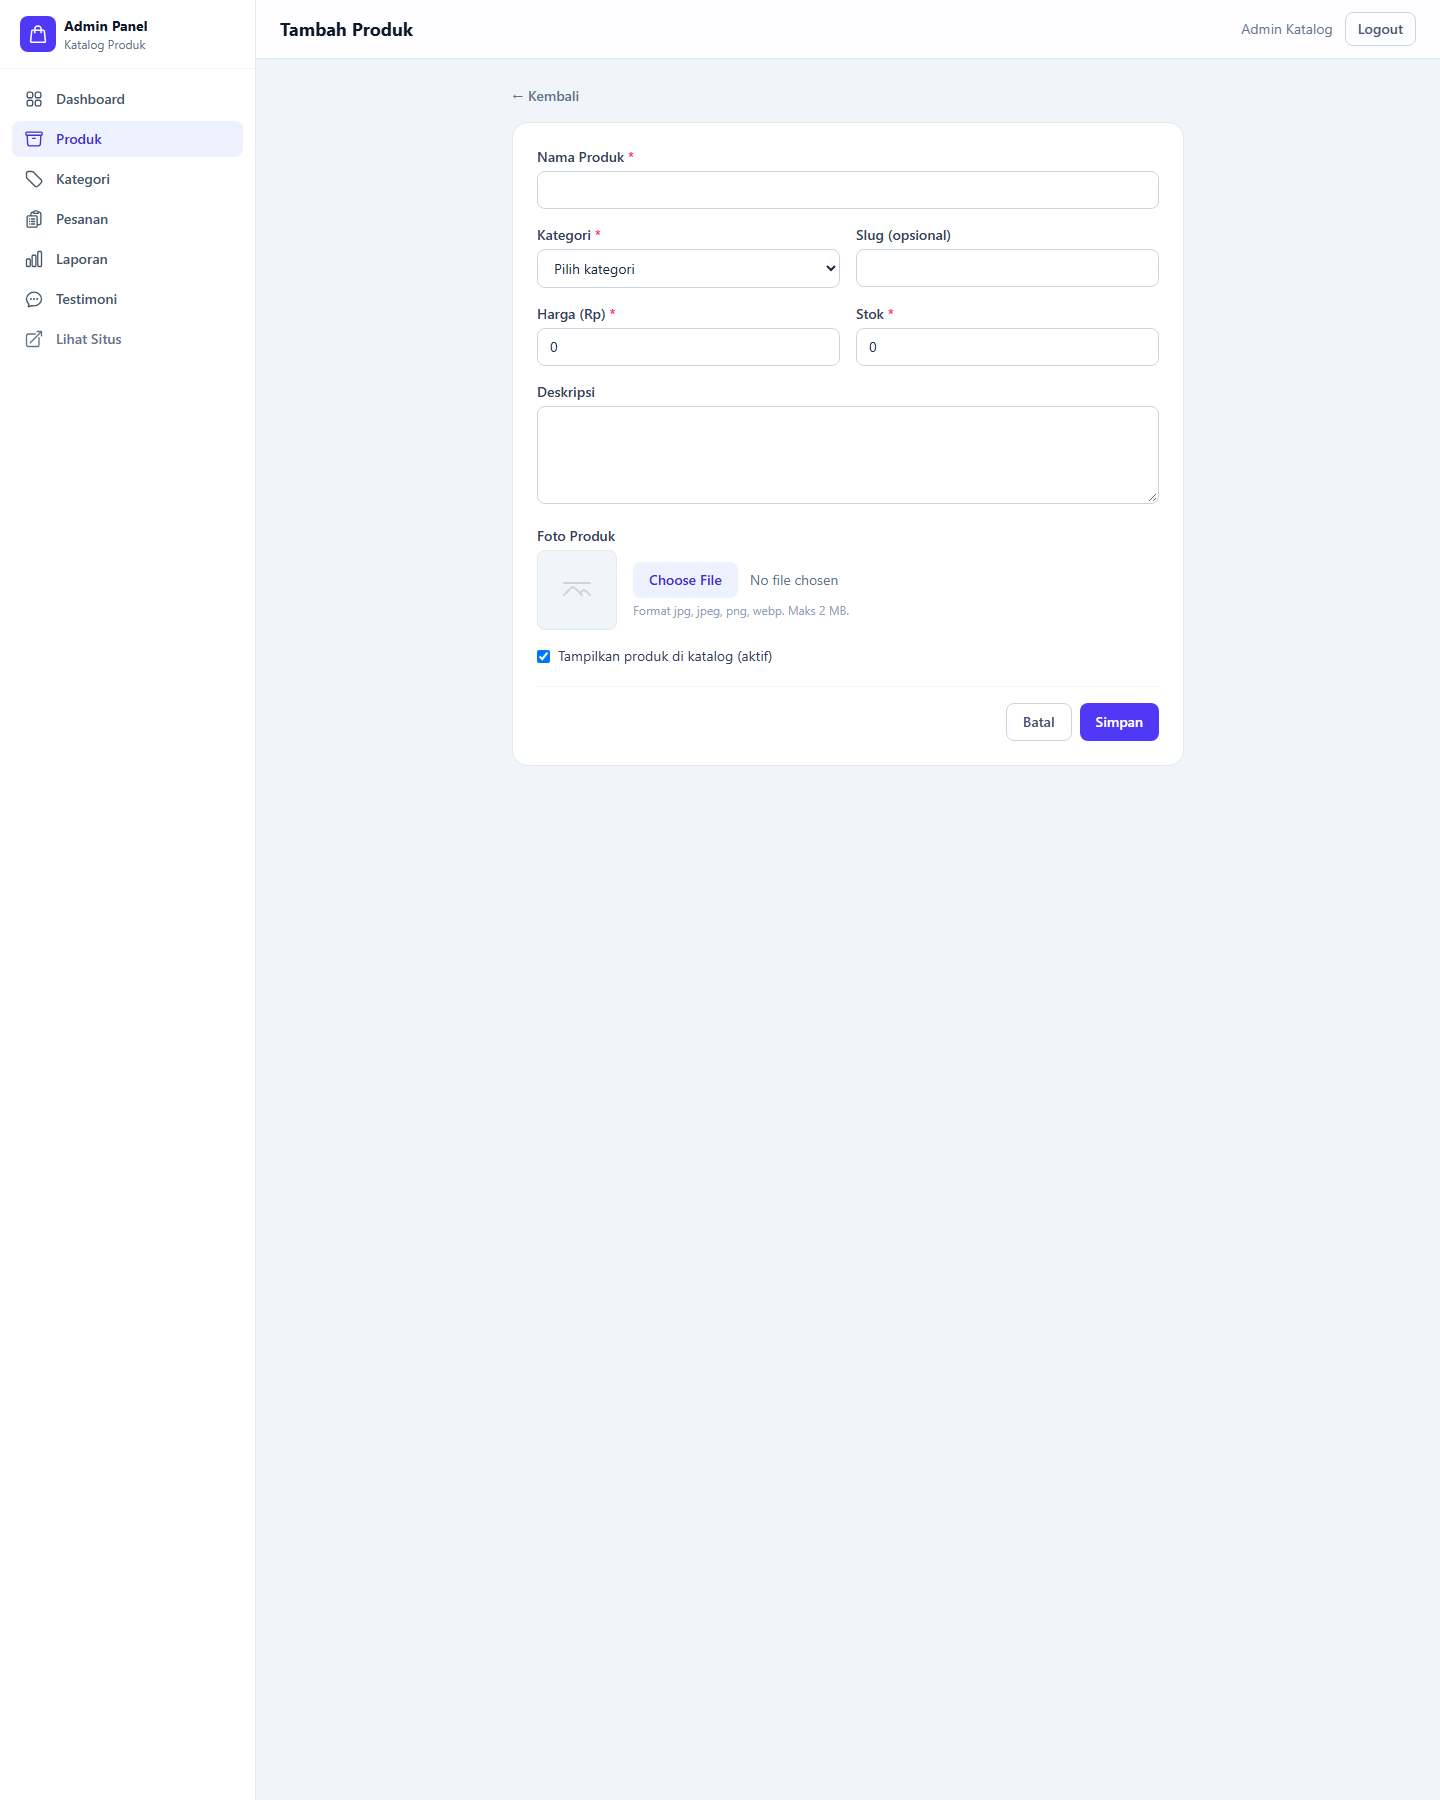 Admin Panel
Katalog Produk
Dashboard
Produk
Kategori
Pesanan
Laporan
Testimoni
Lihat Situs
Tambah Produk
Admin Katalog
Logout
← Kembali
Nama Produk *
Kategori *
Slug (opsional)
Pilih kategori
Harga (Rp) *
Stok *
0
0
Deskripsi
Foto Produk
Choose File
No file chosen
Format jpg, jpeg, png, webp. Maks 2 MB.
Tampilkan produk di katalog (aktif)
Batal
Simpan